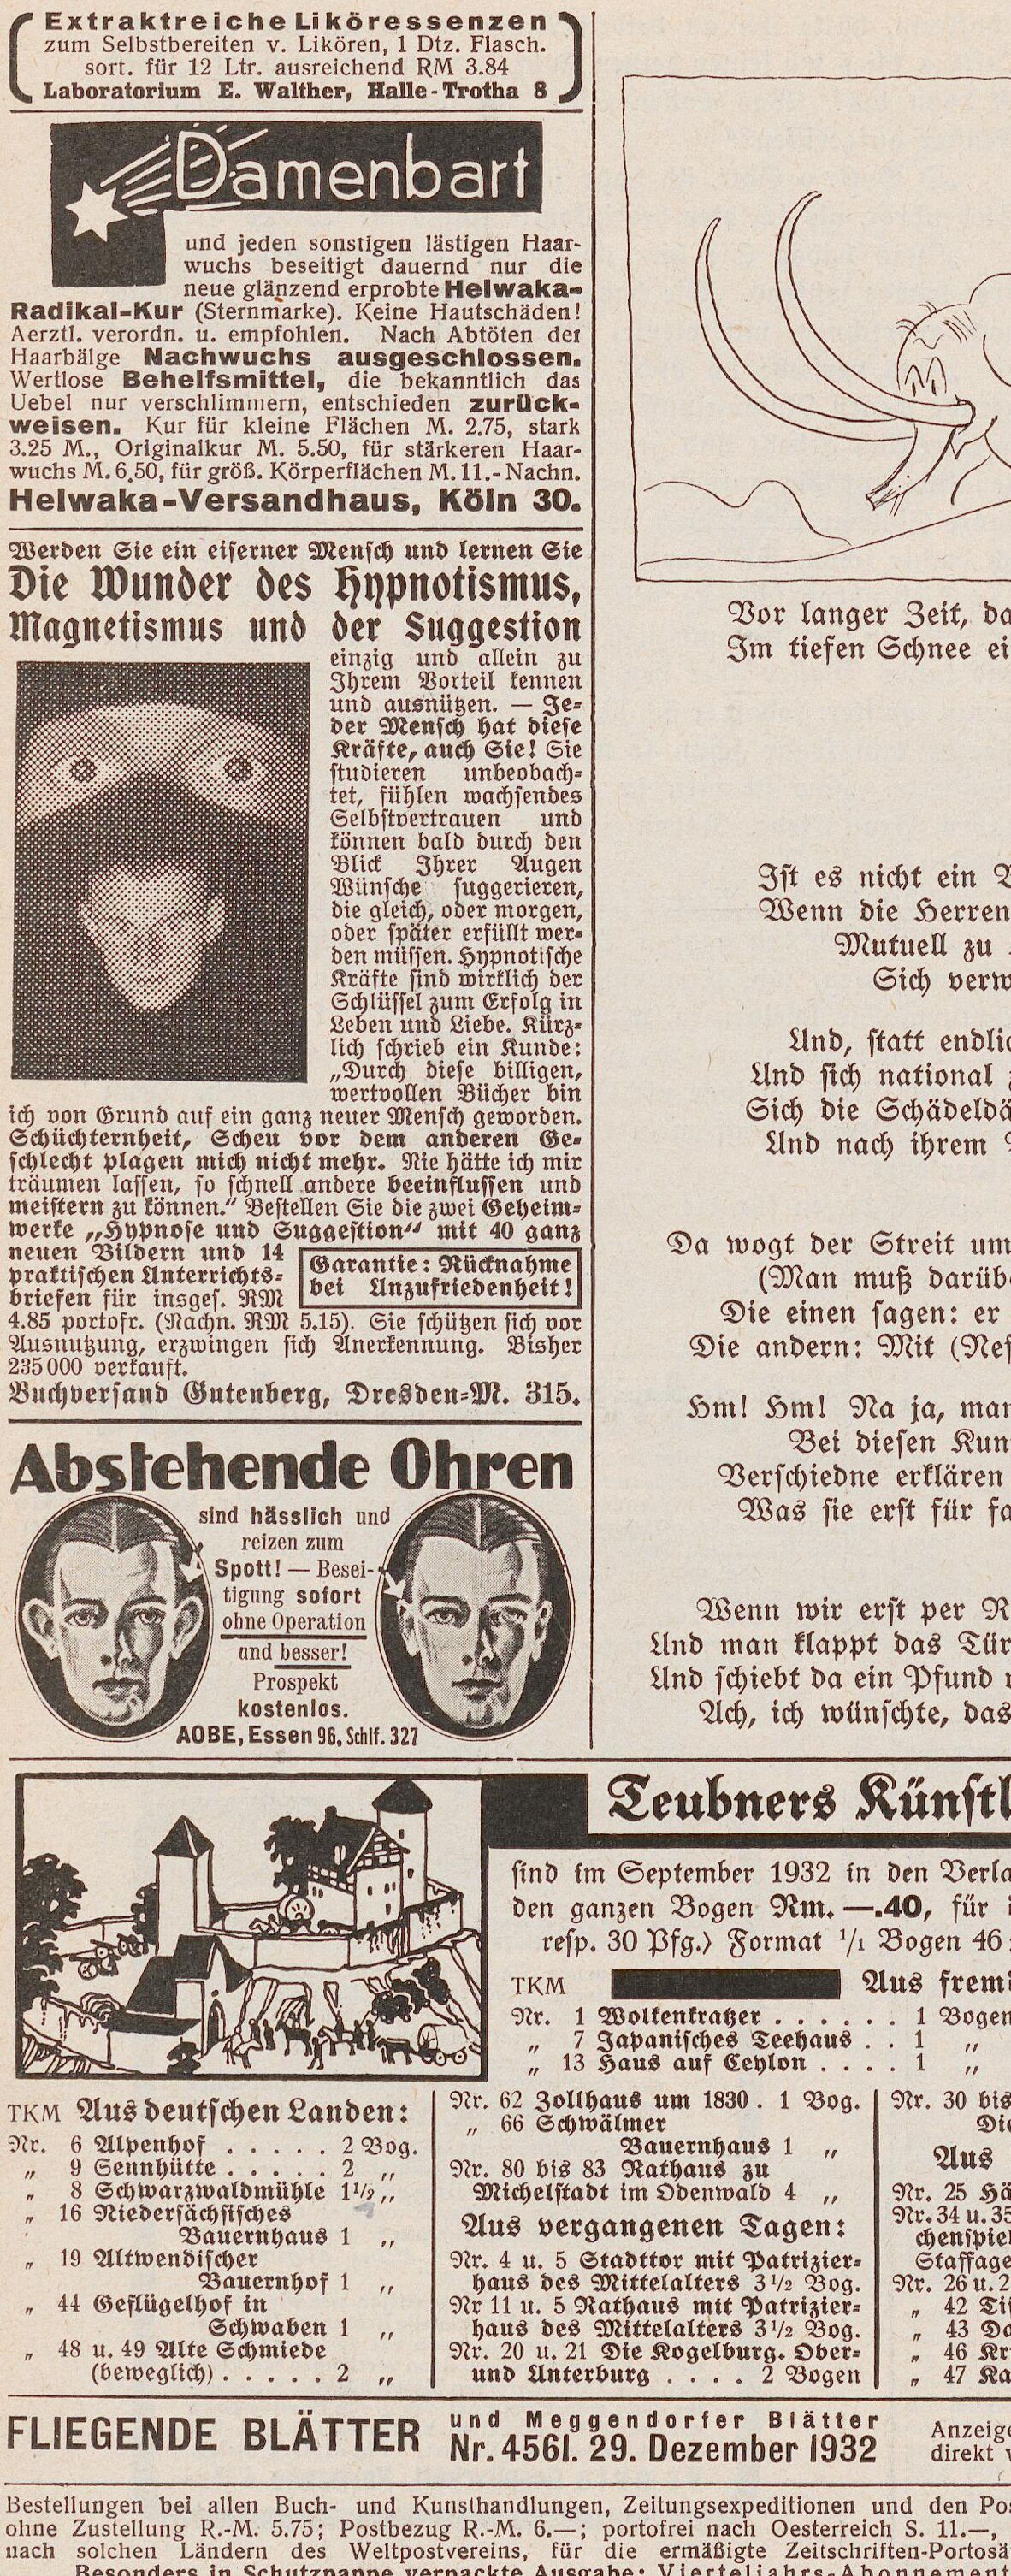 Extraktreiche Liköressenzen
zum Selbstbereiten v. Likören, 1 Dtz. Flasch.
sort. für 12 Ltr. ausreichend RM 3.84
Laboratorium E. Walther, Halle-Trotha 8
Damenbart
und jeden sonstigen lästigen Haar-
wuchs beseitigt dauernd nur die
neue glänzend erprobte Helwaka-
Radikal-Kur (Sternmarke). Keine Hautschäden!
Aerztl. verordn. u. empfohlen. Nach Abtöten der
Haarbälge Nachwuchs ausgeschlossen.
Wertlose Behelfsmittel, die bekanntlich das
Uebel nur verschlimmern, entschieden zurück-
weisen. Kur für kleine Flächen M. 2.75, stark
3.25 M., Originalkur M. 5.50, für stärkeren Haar-
wuchs M. 6.50, für größ. Körperflächen M. 11.- Nachn.
Helwaka-Versandhaus, Köln 30.
Werden Sie ein eiserner Mensch und lernen Sie
Die Wunder des Hypnotismus,
Magnetismus und der Suggestion
einzig und allein zu
Ihrem Vorteil kennen
und ausnützen. — Je-
der Mensch hat diese
Kräfte, auch Sie! Sie
studieren unbeobach-
tet, fühlen wachsendes
Selbstvertrauen und
können bald durch den
Blick Ihrer Augen
Wünsche suggerieren,
die gleich, oder morgen,
oder später erfüllt wer-
den müssen. Hypnotische
Kräfte sind wirklich der
Schlüssel zum Erfolg in
Leben und Liebe. Kürz-
lich schrieb ein Kunde:
„Durch diese billigen,
wertvollen Bücher bin
ich von Grund auf ein ganz neuer Mensch geworden.
Schüchternheit, Scheu vor dem anderen Ge-
schlecht plagen mich nicht mehr. Nie hätte ich mir
träumen lassen, so schnell andere beeinflussen und
meistern zu können.“ Bestellen Sie die zwei Geheim-
werke „Hypnose und Suggestion“ mit 40 ganz
neuen Bildern und 14
praktischen Unterrichts-
briefen für insges. RM
Garantie: Rücknahme
bei Unzufriedenheit!
4.85 portofr. (Nachn. RM 5.15). Sie schützen sich vor
Ausnutzung, erzwingen sich Anerkennung. Bisher
235000 verkauft.
Buchversand Gutenberg, Dresden-M. 315.
Abstehende Ohren
sind hässlich und
reizen zum
Spott! — Besei-
tigung sofort
ohne Operation
und besser!
Prospekt
kostenlos.
AOBE, Essen 96, Schlf. 327
Vor langer Zeit, da
Im tiefen Schnee ei
Ist es nicht ein
Wenn die Herren
Mutuell zu
Sich verw
Und, statt endlic
Und sich national
Sich die Schädeldä
Und nach ihrem
Da wogt der Streit um
(Man muß darüb
Die einen sagen: er
Die andern: Mit (Nes
Hm! Hm! Na ja, man
Bei diesen Kun
Verschiedne erklären
Was sie erst für fa
Wenn wir erst per R
Und man klappt das Tür
Und schiebt da ein Pfund
Ach, ich wünschte, das
Teubners Künstl
sind im September 1932 in den Verla
den ganzen Bogen Rm. —.40, für
resp. 30 Pfg.) Format 1/1 Bogen 46
TKM Aus frem
Nr. 1 Wolkenkratzer . . . . . . 1 Bogen
„ 7 Japanisches Teehaus . . 1 „
„ 13 Haus auf Ceylon . . . . 1 „
TKM Aus deutschen Landen:
Nr. 6 Alpenhof . . . . . 2 Bog.
„ 9 Sennhütte . . . . . 2 „
„ 8 Schwarzwaldmühle 1 1/2 „
„ 16 Niedersächsisches
Bauernhaus 1 „
„ 19 Altwendischer
Bauernhof 1 „
„ 44 Geflügelhof in
Schwaben 1 „
„ 48 u. 49 Alte Schmiede
(beweglich) . . . . . 2 „
Nr. 62 Zollhaus um 1830 . 1 Bog.
„ 66 Schwälmer
Bauernhaus 1 „
Nr. 80 bis 83 Rathaus zu
Michelstadt im Odenwald 4 „
Aus vergangenen Tagen:
Nr. 4 u. 5 Stadttor mit Patrizier-
haus des Mittelalters 3 1/2 Bog.
Nr 11 u. 5 Rathaus mit Patrizier-
haus des Mittelalters 3 1/2 Bog.
Nr. 20 u. 21 Die Kogelburg. Ober-
und Unterburg . . . . 2 Bogen
Nr. 30 bis
Die
Aus
Nr. 25 Hä
Nr. 34 u. 35
chenspie
Staffage
Nr. 26 u. 2
„ 42 Ti
„ 43 Do
„ 46 Kr
„ 47 Ka
FLIEGENDE BLÄTTER
und Meggendorfer Blätter
Nr. 4561. 29. Dezember 1932
Anzeige
direkt
Bestellungen bei allen Buch- und Kunsthandlungen, Zeitungsexpeditionen und den Pos
ohne Zustellung R.-M. 5.75; Postbezug R.-M. 6.—; portofrei nach Oesterreich S. 11.—,
nach solchen Ländern des Weltpostvereins, für die ermäßigte Zeitschriften-Portosä
Besonders in Schutzpappe verpackte Ausgabe: Vierteljahrs-Abonnement